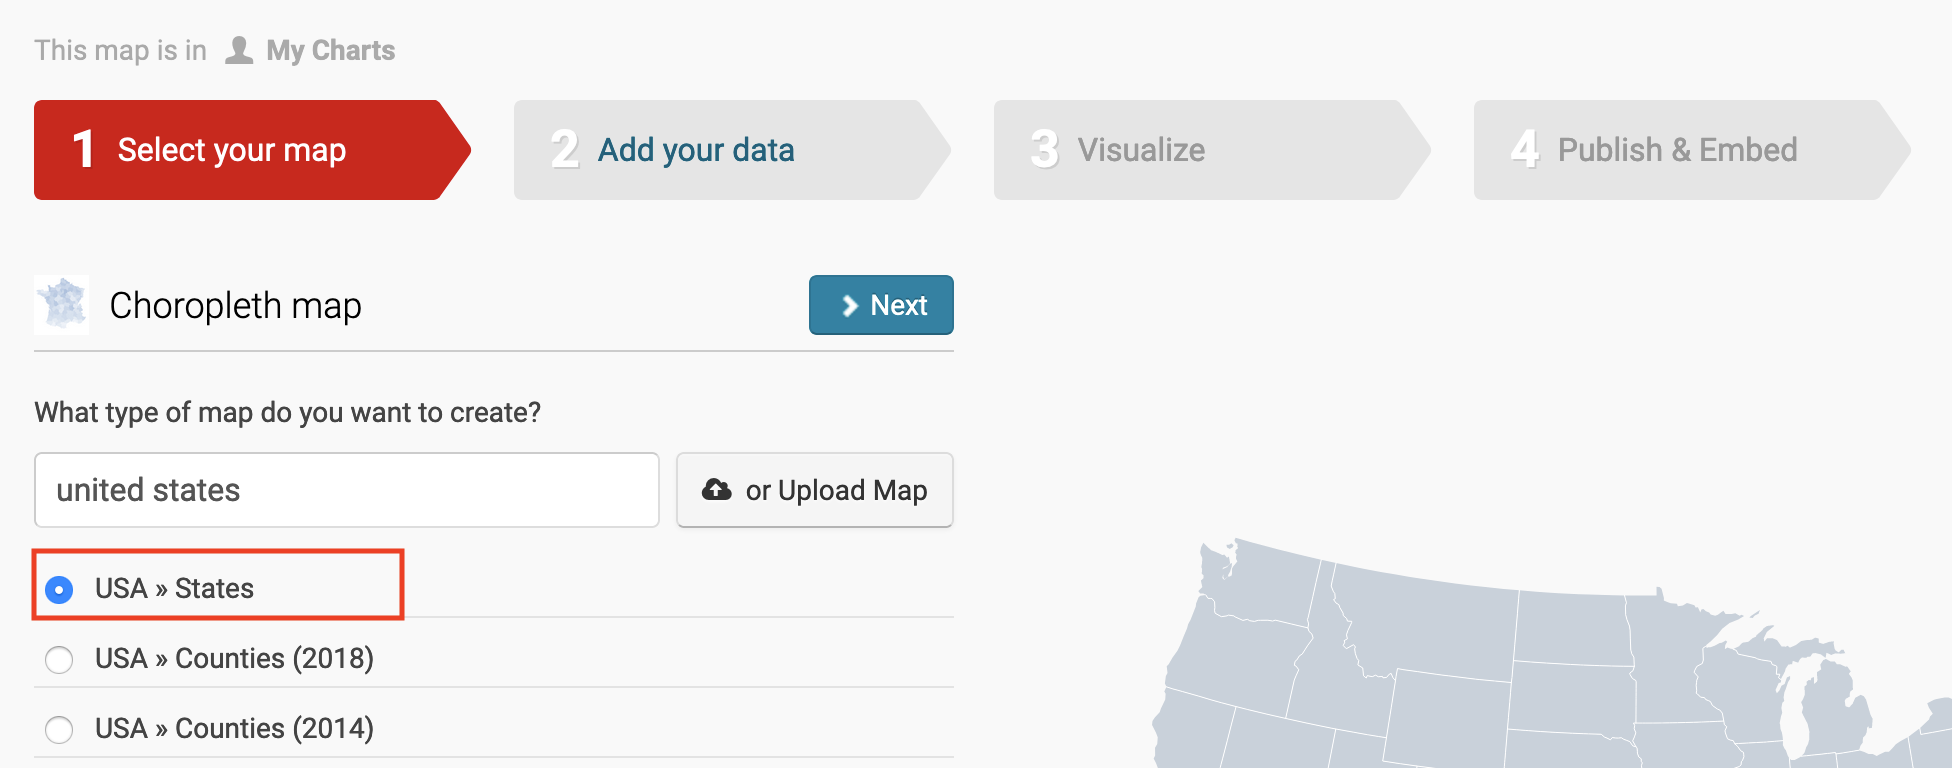 This map is in My Charts
1 Select your map
2 Add your data
3 Visualize
4 Publish & Embed
Choropleth map
Next
What type of map do you want to create?
united states
or Upload Map
USA » States
USA » Counties (2018)
USA » Counties (2014)